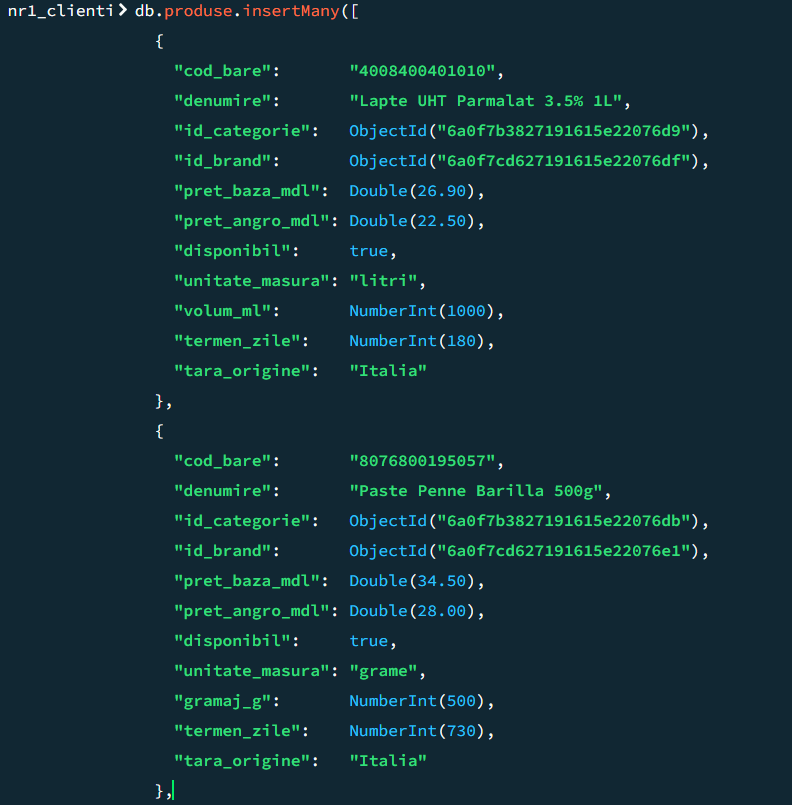 nr1_clienti> db.produse.insertMany([
{
"cod_bare": "4008400401010",
"denumire": "Lapte UHT Parmalat 3.5% 1L",
"id_categorie": ObjectId("6a0f7b3827191615e22076d9"),
"id_brand": ObjectId("6a0f7cd627191615e22076df"),
"pret_baza_mdl": Double(26.90),
"pret_angro_mdl": Double(22.50),
"disponibil": true,
"unitate_masura": "litri",
"volum_ml": NumberInt(1000),
"termen_zile": NumberInt(180),
"tara_origine": "Italia"
},
{
"cod_bare": "8076800195057",
"denumire": "Paste Penne Barilla 500g",
"id_categorie": ObjectId("6a0f7b3827191615e22076db"),
"id_brand": ObjectId("6a0f7cd627191615e22076e1"),
"pret_baza_mdl": Double(34.50),
"pret_angro_mdl": Double(28.00),
"disponibil": true,
"unitate_masura": "grame",
"gramaj_g": NumberInt(500),
"termen_zile": NumberInt(730),
"tara_origine": "Italia"
},